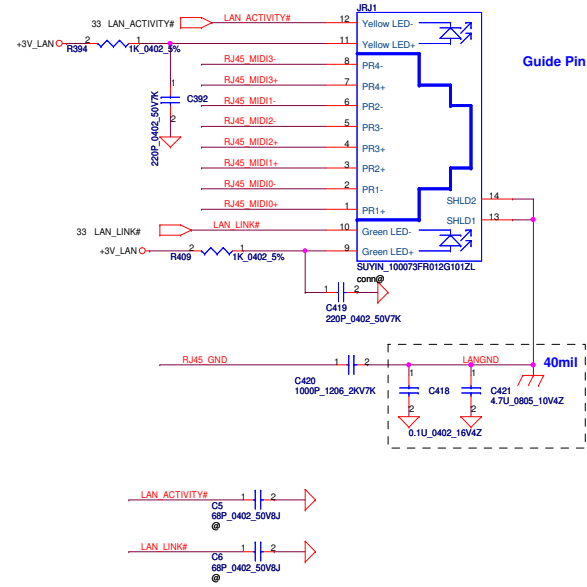 JRJ1
33 LAN_ACTIVITY# LAN_ACTIVITY# 12 Yellow LED-
+3V_LAN 2 1 11 Yellow LED+
R394 1K_0402_5%
Guide Pin
RJ45_MIDI3- 8 PR4-
RJ45_MIDI3+ 7 PR4+
1 C392 2
220P_0402_50V7K
RJ45_MIDI1- 6 PR2-
RJ45_MIDI2- 5 PR3-
RJ45_MIDI2+ 4 PR3+
RJ45_MIDI1+ 3 PR2+
RJ45_MIDI0- 2 PR1-
RJ45_MIDI0+ 1 PR1+
SHLD2 14
SHLD1 13
33 LAN_LINK# LAN_LINK# 10 Green LED-
+3V_LAN 2 1 9 Green LED+
R409 1K_0402_5%
SUYIN_100073FR012G101ZL
conn@
1 2
C419
220P_0402_50V7K
RJ45_GND 1 2 LANGND 40mil
C420
1000P_1206_2KV7K
1 C418 2
0.1U_0402_16V4Z
1 C421 2
4.7U_0805_10V4Z
LAN_ACTIVITY# 1 2
C5
68P_0402_50V8J
@
LAN_LINK# 1 2
C6
68P_0402_50V8J
@